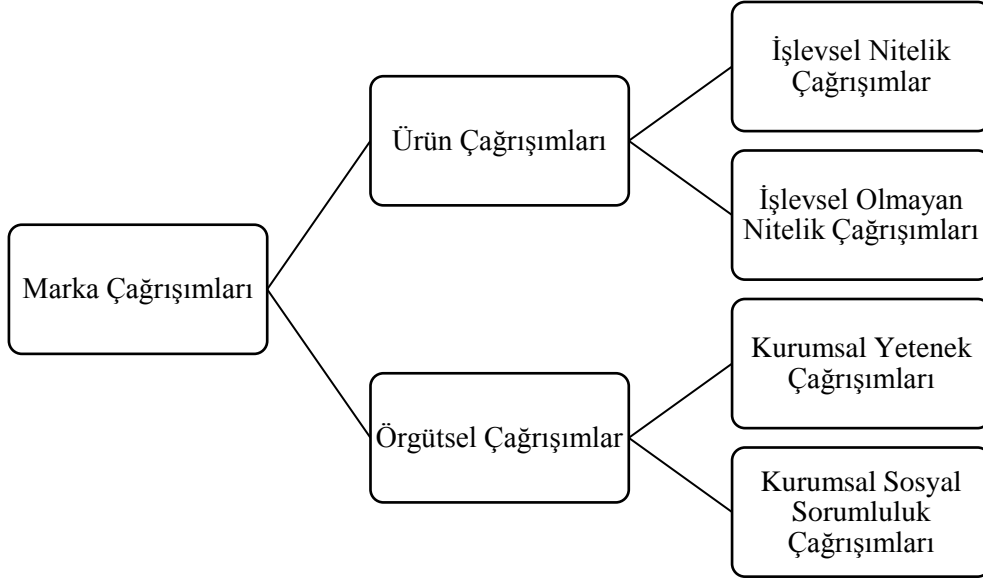 İşlevsel Nitelik
Çağrışımlar
Ürün Çağrışımları
İşlevsel Olmayan
Nitelik Çağrışımları
Marka Çağrışımları
Kurumsal Yetenek
Çağrışımları
Örgütsel Çağrışımlar
Kurumsal Sosyal
Sorumluluk
Çağrışımları